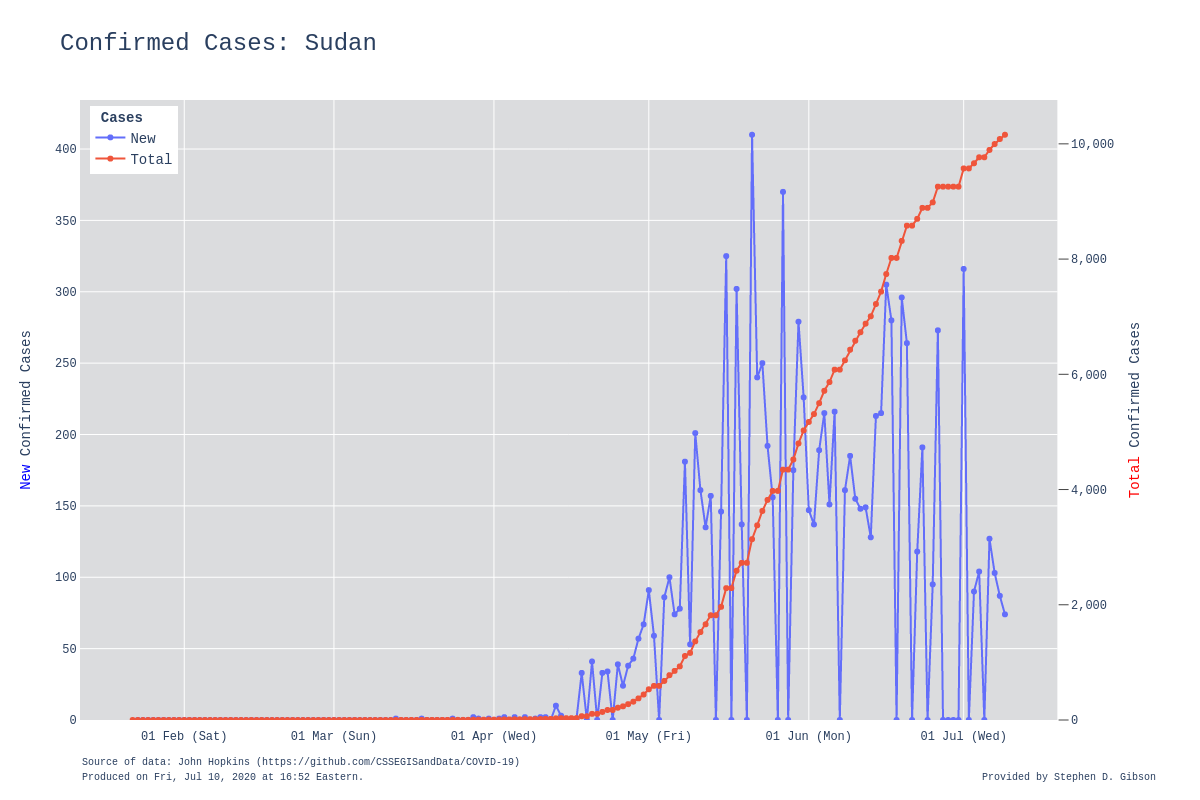 Confirmed Cases: Sudan
Cases
New
Total
400
350
300
250
200
150
100
50
0
10,000
8,000
6,000
4,000
2,000
0
New Confirmed Cases
Total Confirmed Cases
01 Feb (Sat)
01 Mar (Sun)
01 Apr (Wed)
01 May (Fri)
01 Jun (Mon)
01 Jul (Wed)
Source of data: John Hopkins (https://github.com/CSSEGISandData/COVID-19)
Produced on Fri, Jul 10, 2020 at 16:52 Eastern.
Provided by Stephen D. Gibson